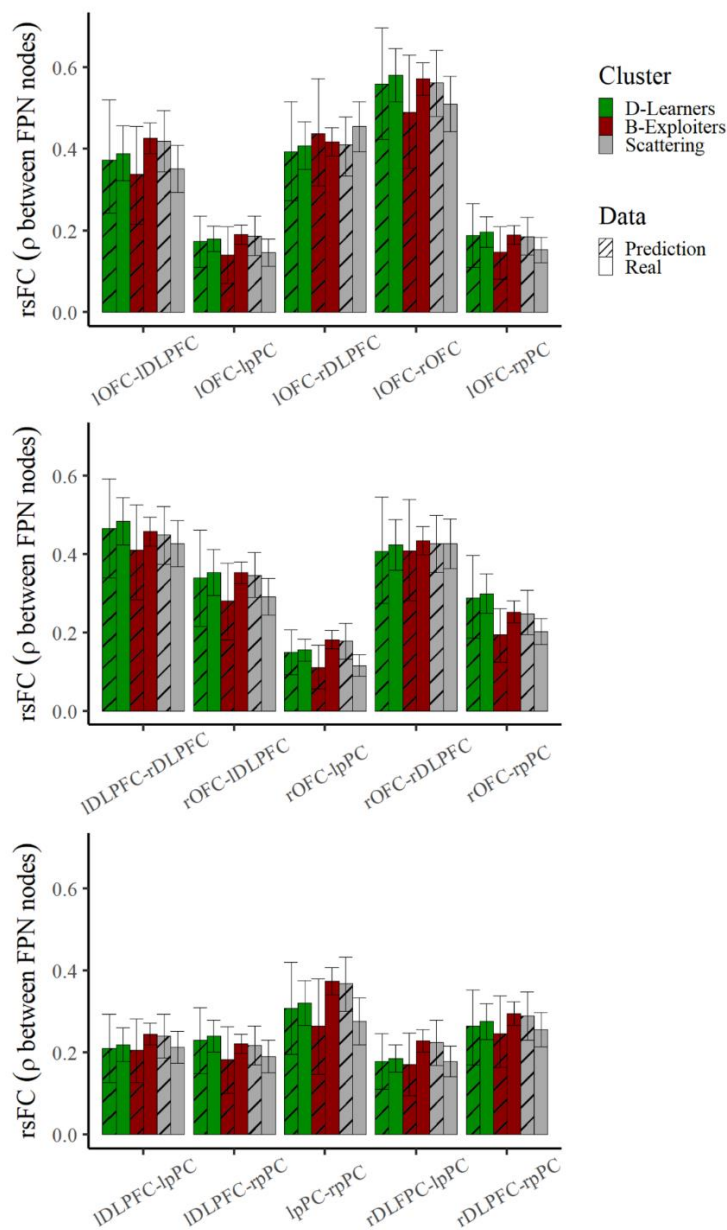 rsFC (ρ between FPN nodes)
0.6
0.4
0.2
0.0
lOFC-lDLPFC
lOFC-lpPC
lOFC-rDLPFC
lOFC-rOFC
lOFC-rpPC
Cluster
D-Learners
B-Exploiters
Scattering
Data
Prediction
Real
rsFC (ρ between FPN nodes)
0.6
0.4
0.2
0.0
lDLPFC-rDLPFC
rOFC-lDLPFC
rOFC-lpPC
rOFC-rDLPFC
rOFC-rpPC
rsFC (ρ between FPN nodes)
0.6
0.4
0.2
0.0
lDLPFC-lpPC
lDLPFC-rpPC
lpPC-rpPC
rDLFPC-lpPC
rDLPFC-rpPC